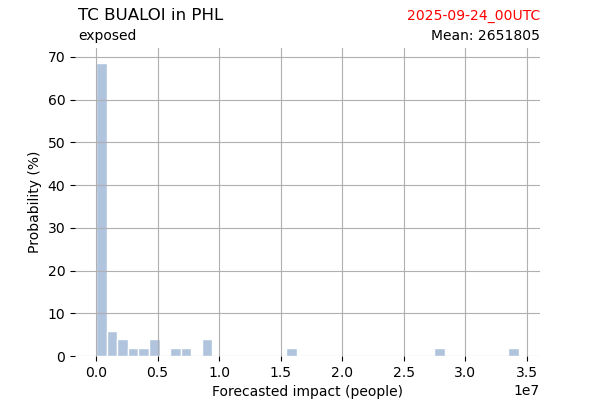 TC BUALOI in PHL
2025-09-24_00UTC
exposed
Mean: 2651805
Probability (%)
70
60
50
40
30
20
10
0
0.0 0.5 1.0 1.5 2.0 2.5 3.0 3.5
1e7
Forecasted impact (people)